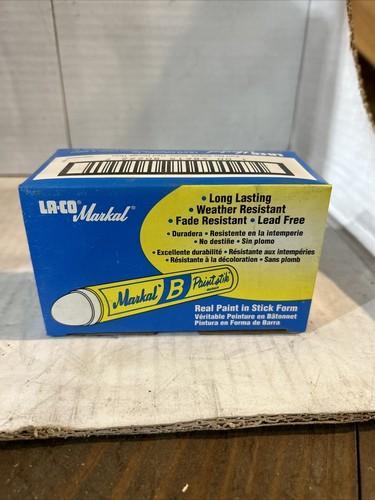 LA-CO® Markal®
• Long Lasting
• Weather Resistant
• Fade Resistant • Lead Free
• Duradera • Resistente en la intemperie
• No destiñe • Sin plomo
• Excellente durabilité • Résistante aux intempéries
• Résistante à la décoloration • Sans plomb
Markal® B Paintstik®
Real Paint in Stick Form
Véritable Peinture en Bâtonnet
Pintura en Forma de Barra